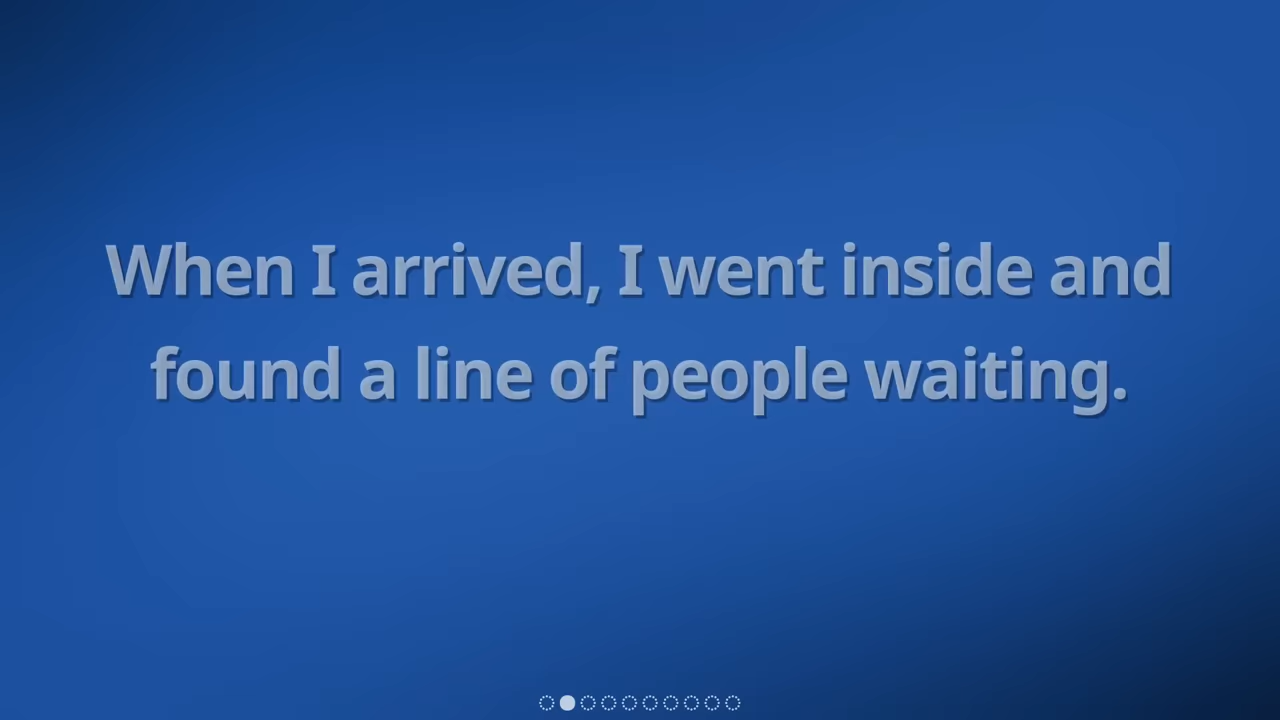 When I arrived, I went inside and
found a line of people waiting.